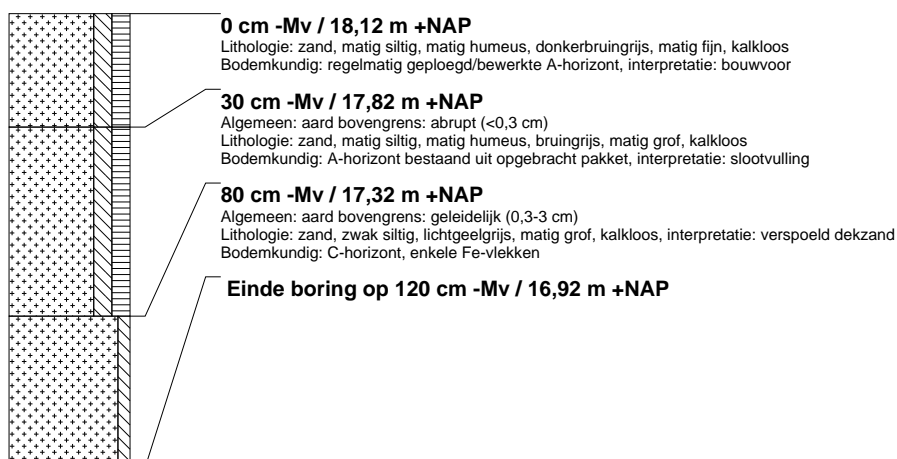 0 cm -Mv / 18,12 m +NAP
Lithologie: zand, matig siltig, matig humeus, donkerbruingrijs, matig fijn, kalkloos
Bodemkundig: regelmatig geploegd/bewerkte A-horizont, interpretatie: bouwvoor
30 cm -Mv / 17,82 m +NAP
Algemeen: aard bovengrens: abrupt (<0,3 cm)
Lithologie: zand, matig siltig, matig humeus, bruingrijs, matig grof, kalkloos
Bodemkundig: A-horizont bestaand uit opgebracht pakket, interpretatie: slootvulling
80 cm -Mv / 17,32 m +NAP
Algemeen: aard bovengrens: geleidelijk (0,3-3 cm)
Lithologie: zand, zwak siltig, lichtgeelgrijs, matig grof, kalkloos, interpretatie: verspoeld dekzand
Bodemkundig: C-horizont, enkele Fe-vlekken
Einde boring op 120 cm -Mv / 16,92 m +NAP